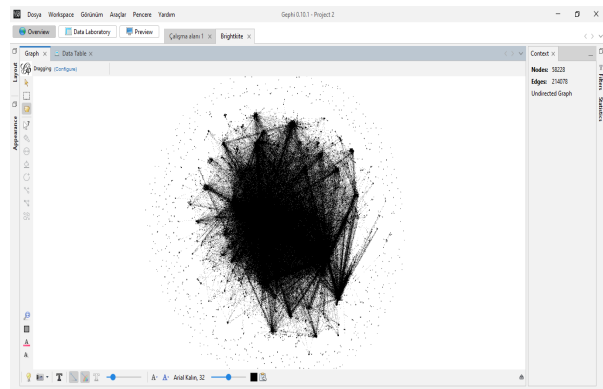 Gephi 0.10.1 - Project 2
Dosya Workspace Görünüm Araçlar Pencere Yardım
Overview Data Laboratory Preview Çalışma alanı 1 × Brightkite ×
Graph × Data Table × Context ×
Dragging (Configure)
Nodes: 58228
Edges: 214078
Undirected Graph
Layout
Appearance
Filters
Statistics
T A- A- Arial Kalın, 32